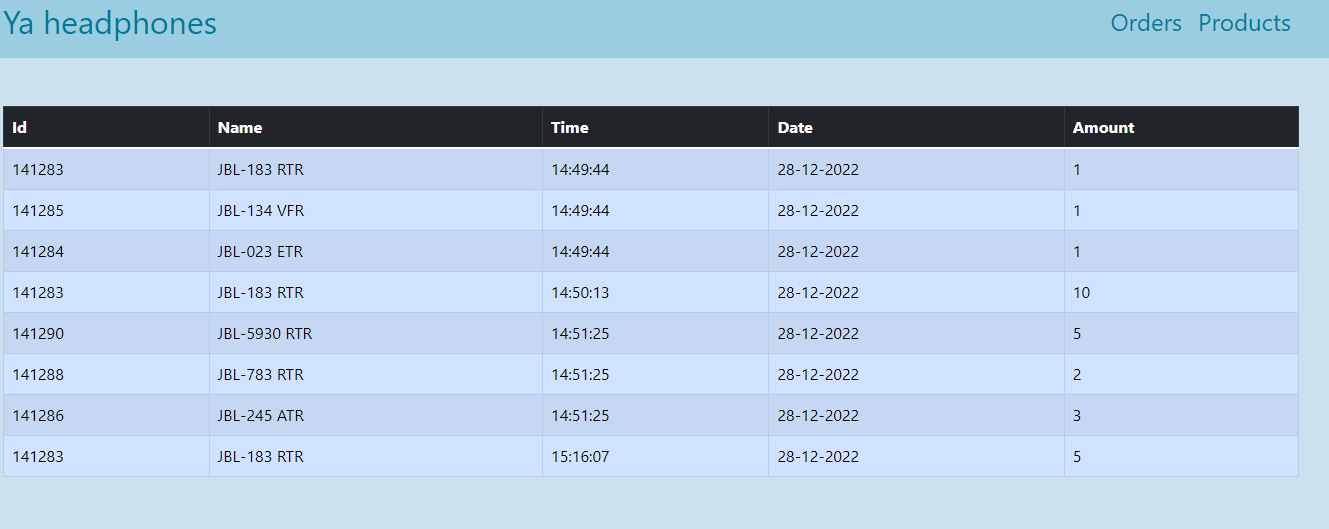 Ya headphones Orders Products
Id Name Time Date Amount
141283 JBL-183 RTR 14:49:44 28-12-2022 1
141285 JBL-134 VFR 14:49:44 28-12-2022 1
141284 JBL-023 ETR 14:49:44 28-12-2022 1
141283 JBL-183 RTR 14:50:13 28-12-2022 10
141290 JBL-5930 RTR 14:51:25 28-12-2022 5
141288 JBL-783 RTR 14:51:25 28-12-2022 2
141286 JBL-245 ATR 14:51:25 28-12-2022 3
141283 JBL-183 RTR 15:16:07 28-12-2022 5